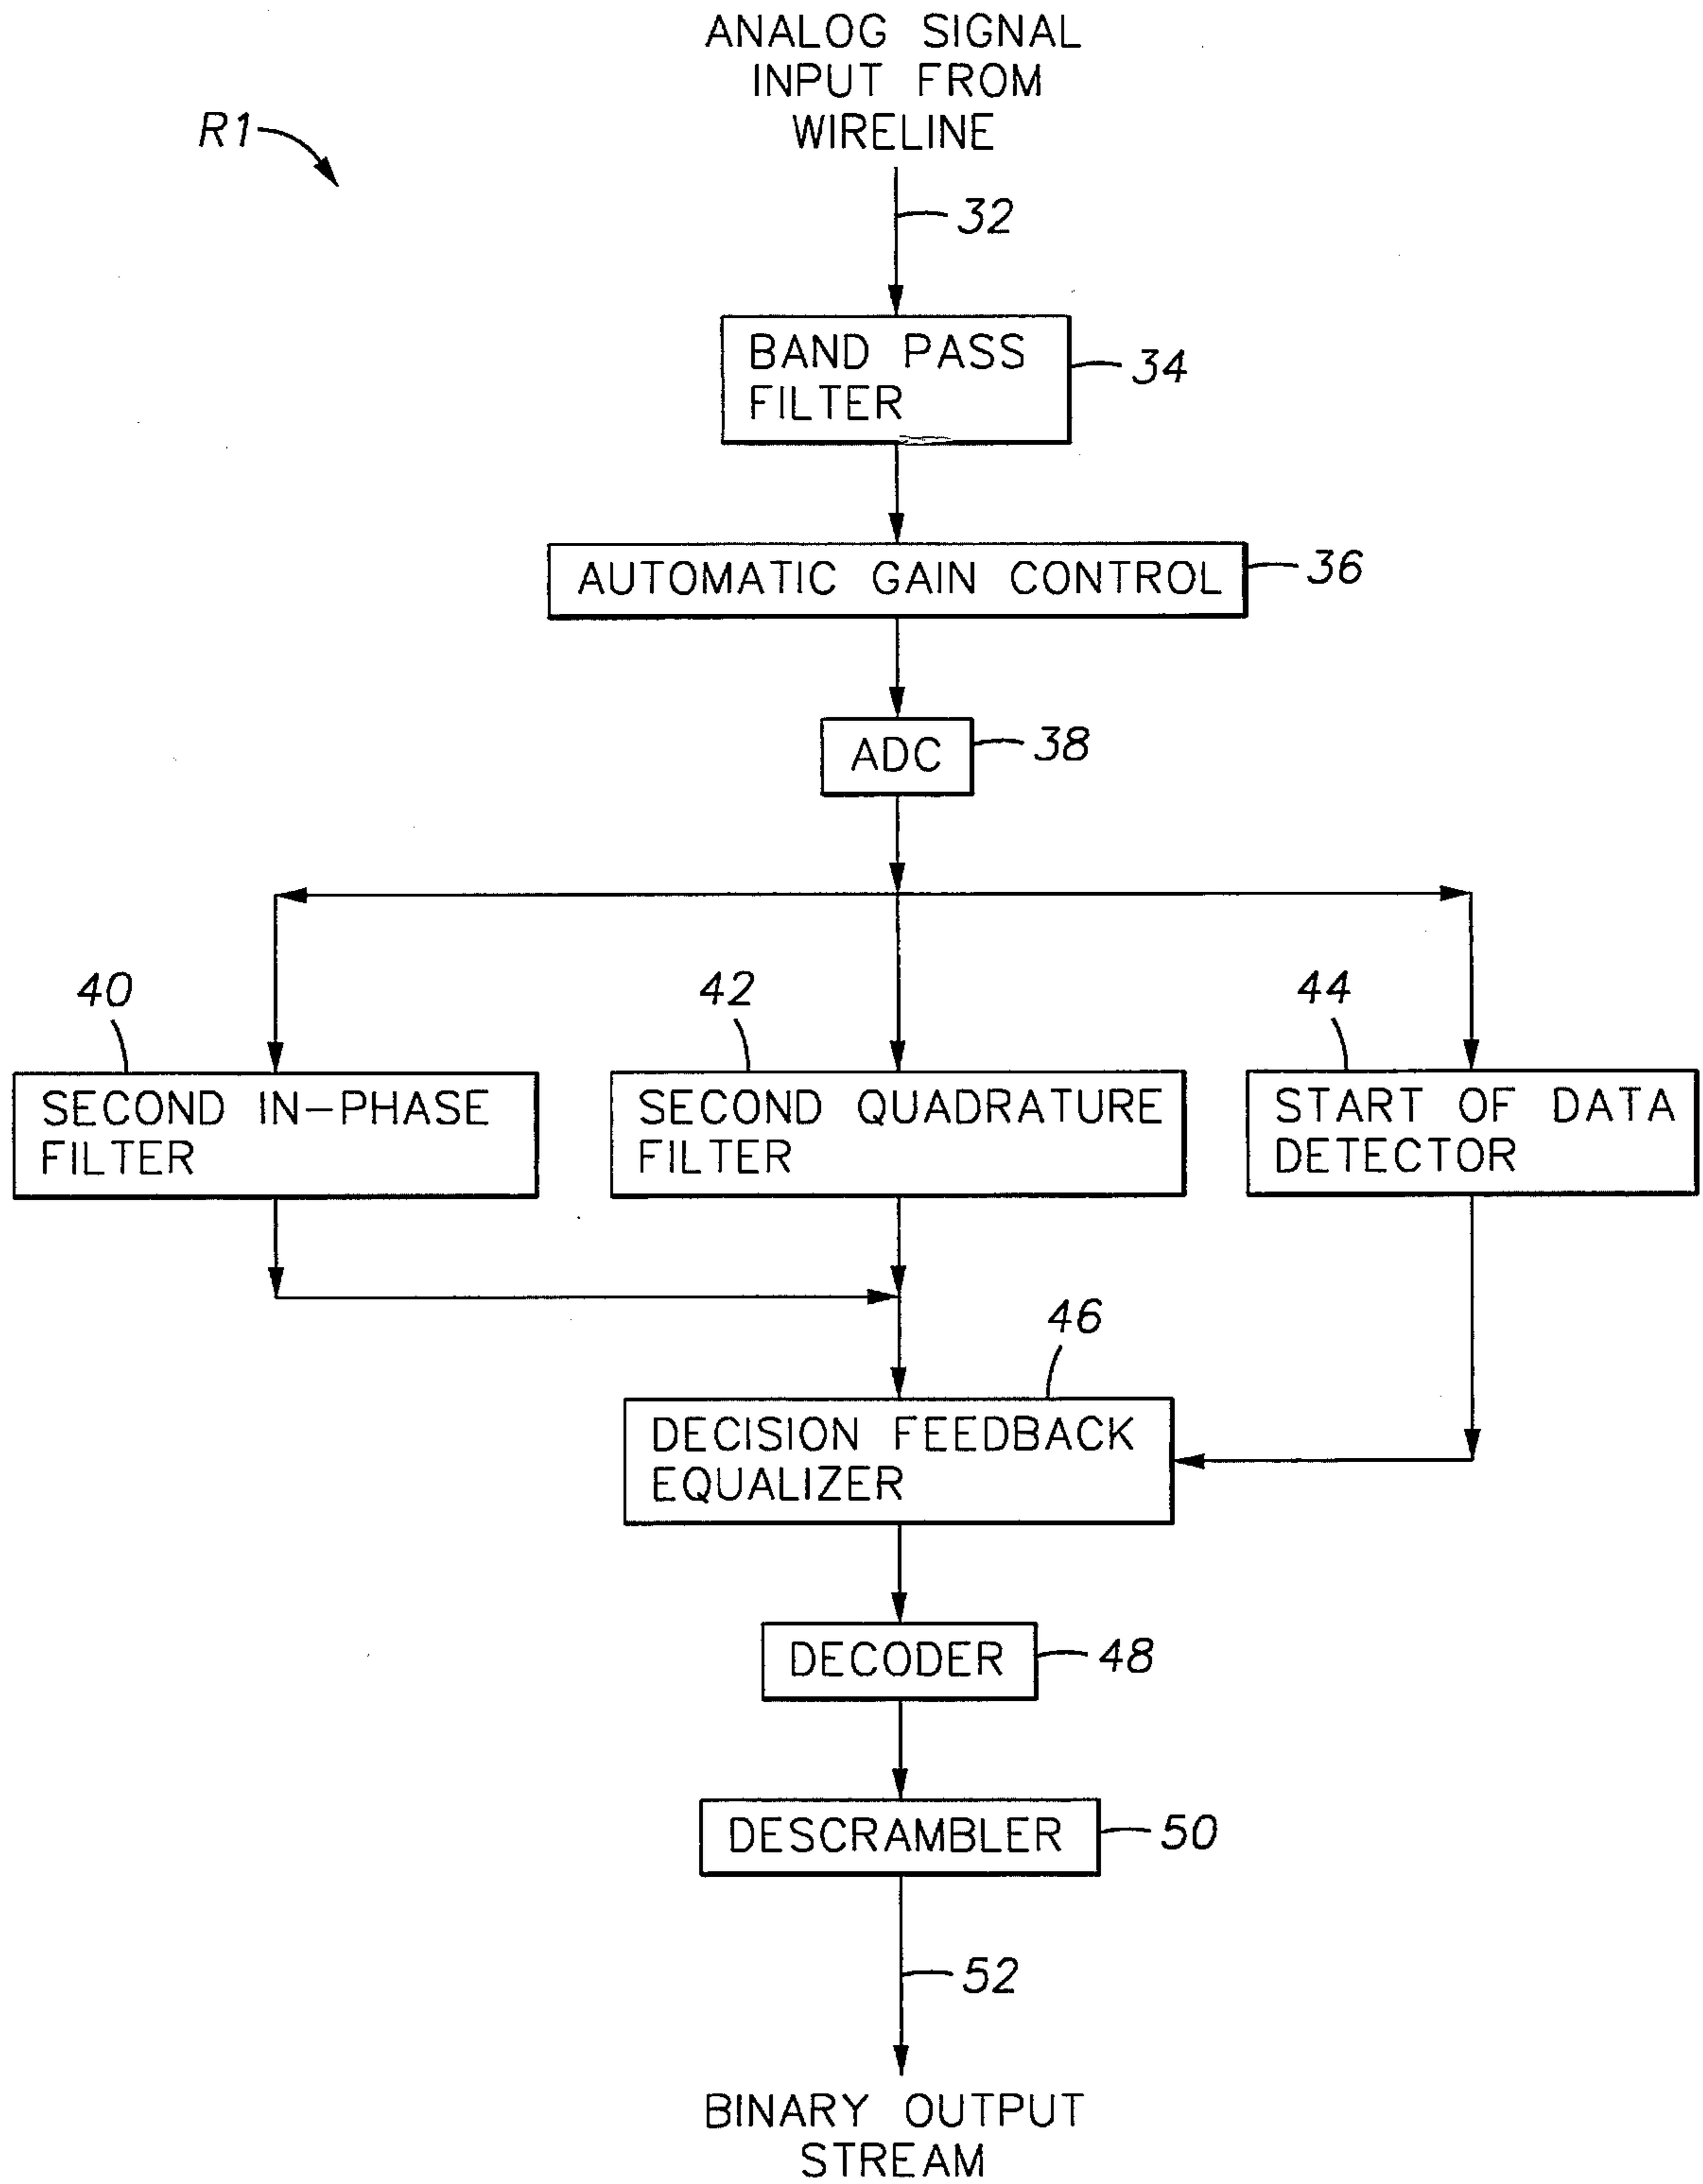 ANALOG SIGNAL
INPUT FROM
WIRELINE
R1
32
BAND PASS
FILTER
34
AUTOMATIC GAIN CONTROL
36
ADC
38
40
42
44
SECOND IN-PHASE
FILTER
SECOND QUADRATURE
FILTER
START OF DATA
DETECTOR
46
DECISION FEEDBACK
EQUALIZER
DECODER
48
DESCRAMBLER
50
52
BINARY OUTPUT
STREAM